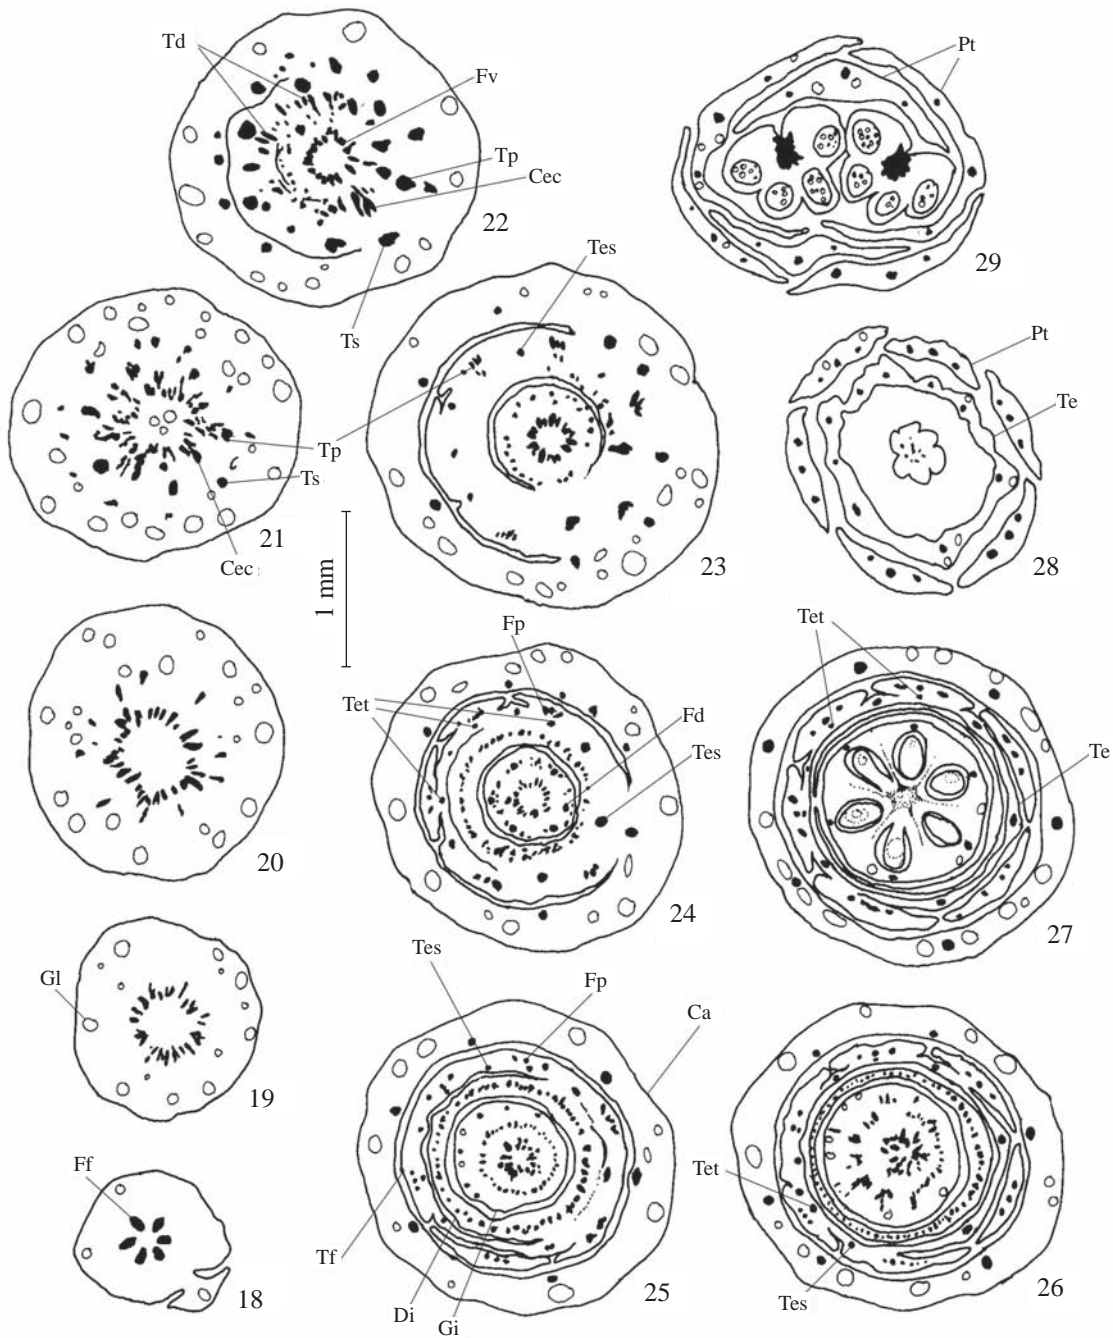 Td
Fv
Tp
Cec
22
Ts
Pt
29
Tes
Tp
Ts
21
Cec
23
1 mm
Pt
Te
28
20
Fp
Tet
Fd
Tes
24
Tet
Te
27
Gl
19
Tes
Fp
Ca
Tf
Di
Gi
25
Tet
Tes
26
Ff
18